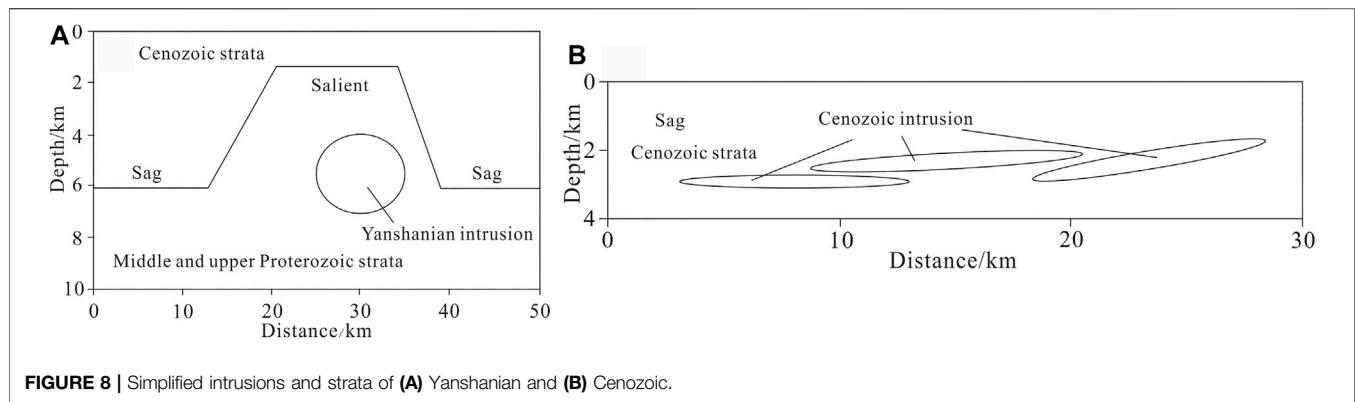 A
Depth/km
0
2
4
6
8
10
Cenozoic strata
Salient
Sag
Sag
Yanshanian intrusion
Middle and upper Proterozoic strata
0 10 20 30 40 50
Distance/km
B
Depth/km
0
2
4
Sag
Cenozoic intrusion
Cenozoic strata
0 10 20 30
Distance/km
FIGURE 8 | Simplified intrusions and strata of (A) Yanshanian and (B) Cenozoic.